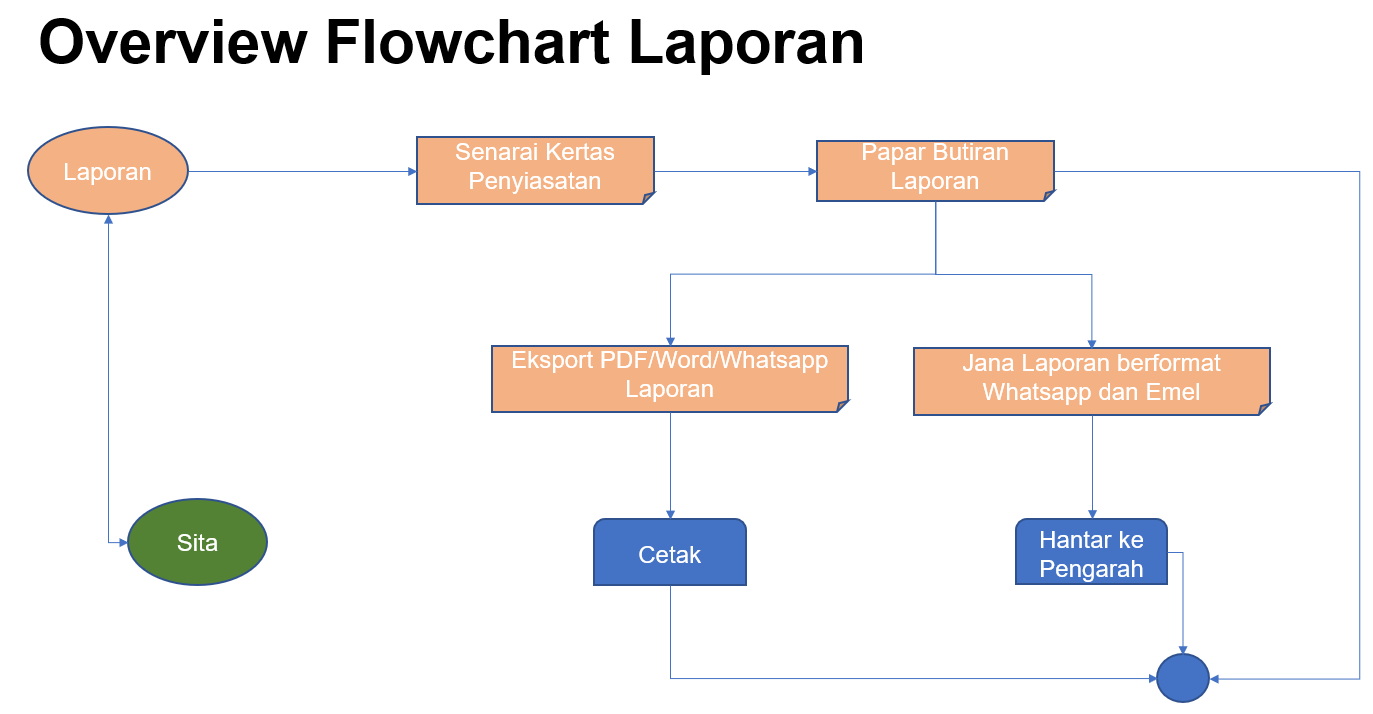 Overview Flowchart Laporan
Laporan
Senarai Kertas
Penyiasatan
Papar Butiran
Laporan
Eksport PDF/Word/Whatsapp
Laporan
Jana Laporan berformat
Whatsapp dan Emel
Sita
Cetak
Hantar ke
Pengarah